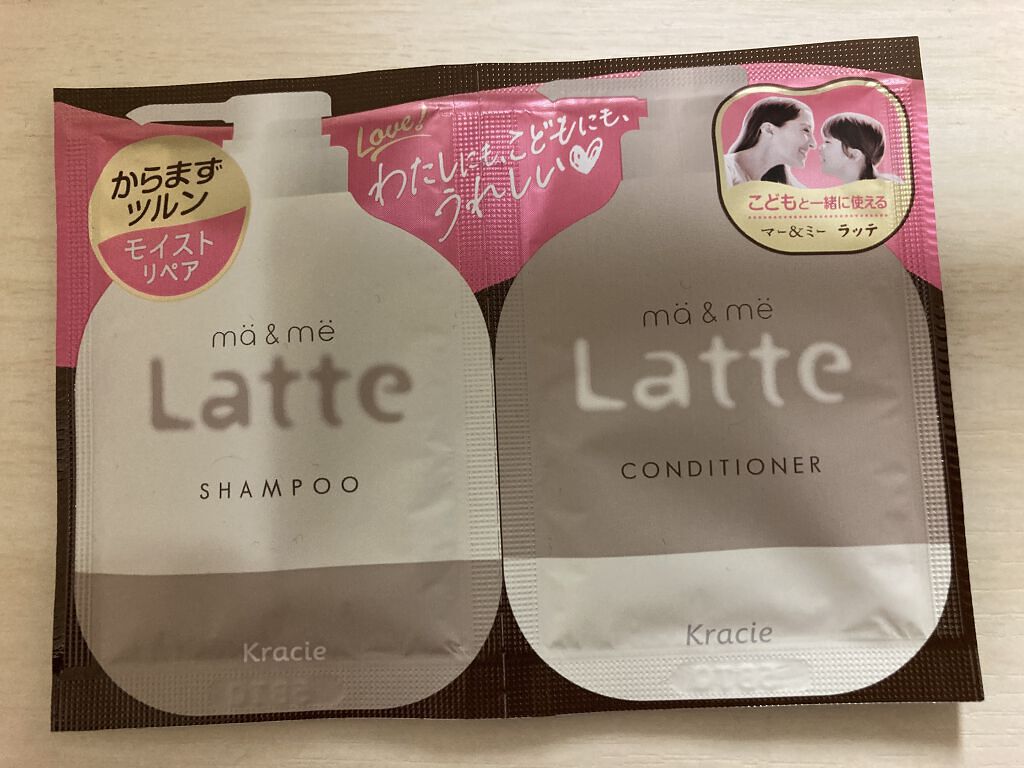 からまず
ツルン
モイスト
リペア
Love!
わたしにも、こどもにも、
うれしい
こどもと一緒に使える
マー&ミー ラッテ
mä & më
Latte
SHAMPOO
Kracie
mä & më
Latte
CONDITIONER
Kracie